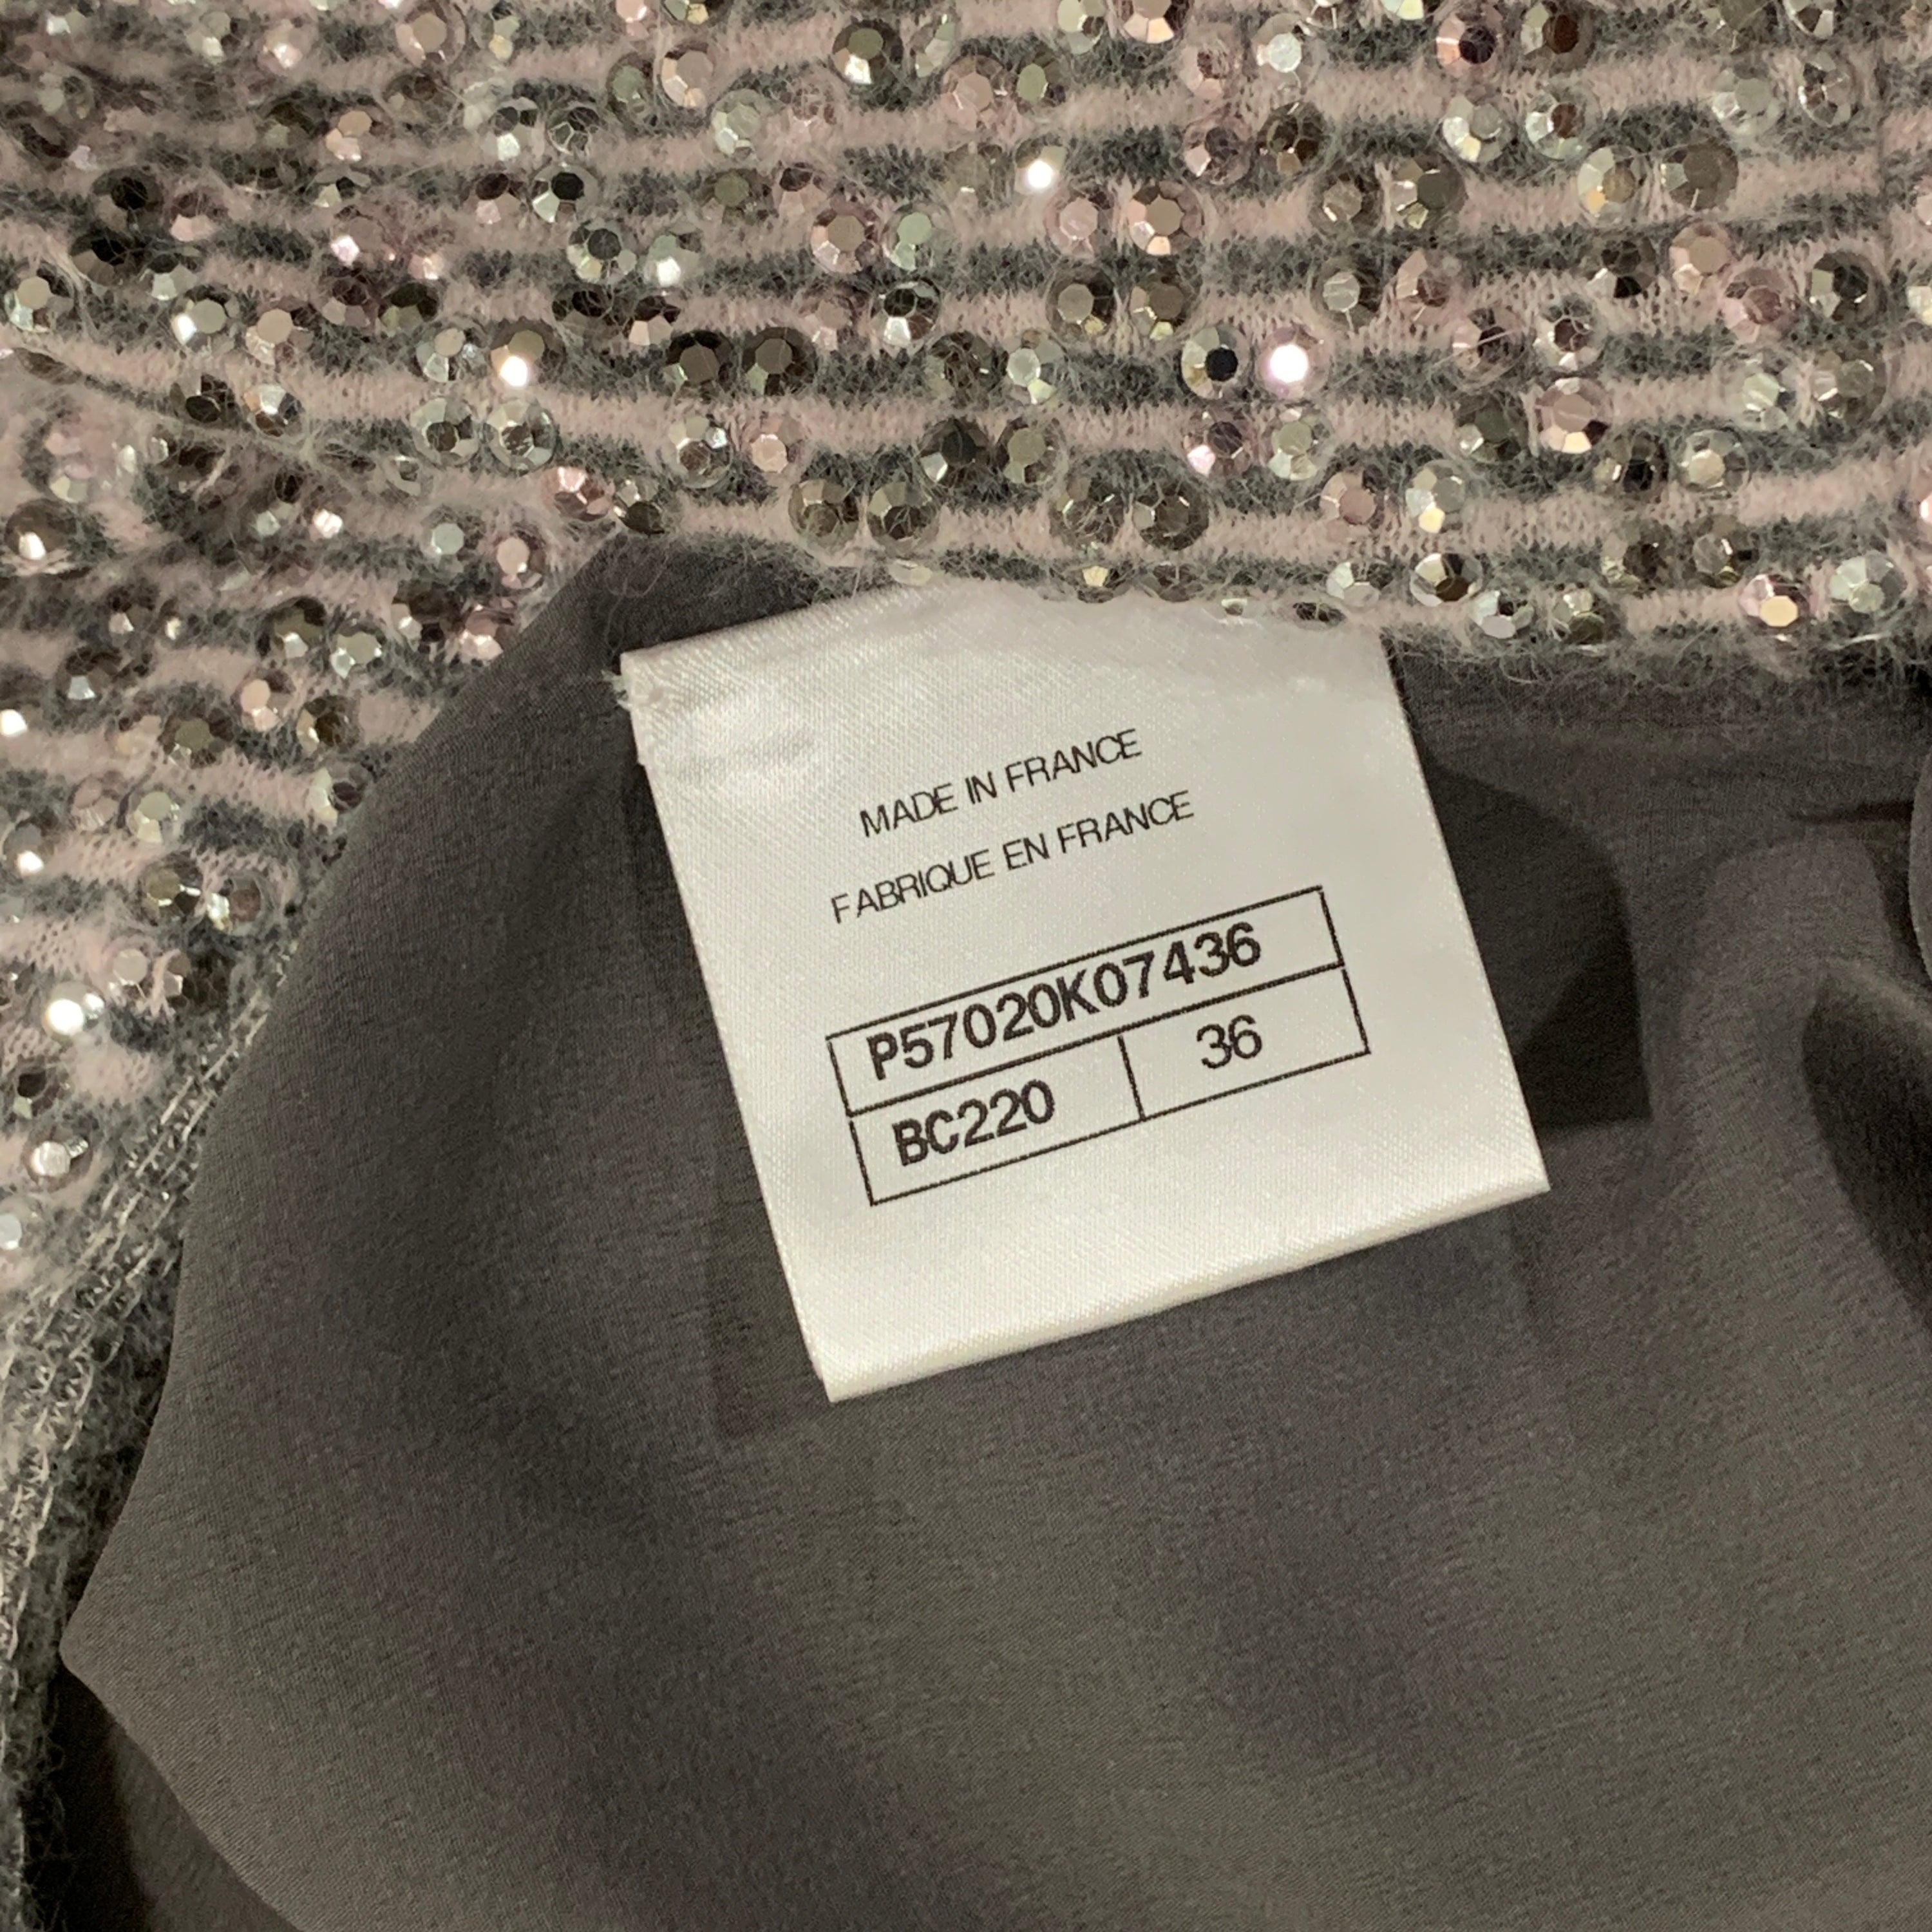 MADE IN FRANCE
FABRIQUE EN FRANCE
P57020K07436
BC220 36